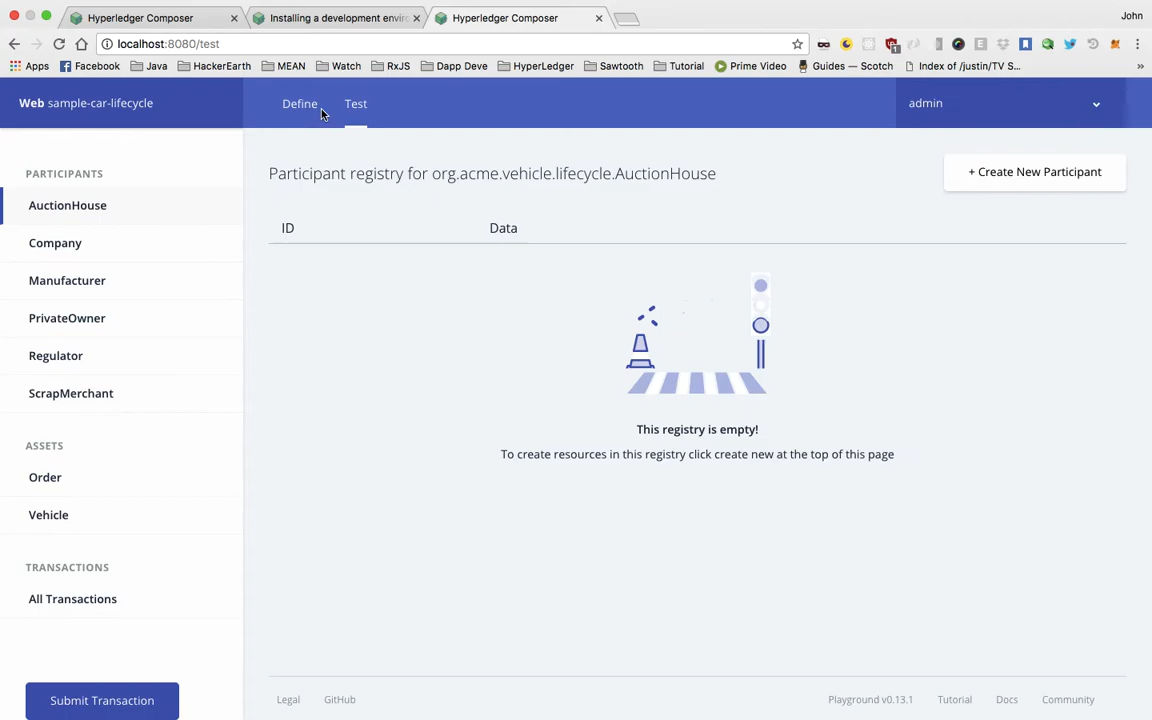 Hyperledger Composer
Installing a development enviro
Hyperledger Composer
John
localhost:8080/test
1
Apps
Facebook
Java
HackerEarth
MEAN
Watch
RxJS
Dapp Deve
HyperLedger
Sawtooth
Tutorial
Prime Video
Guides — Scotch
Index of /justin/TV S...
»
Web sample-car-lifecycle
Define
Test
admin
PARTICIPANTS
AuctionHouse
Company
Manufacturer
PrivateOwner
Regulator
ScrapMerchant
ASSETS
Order
Vehicle
TRANSACTIONS
All Transactions
Submit Transaction
Participant registry for org.acme.vehicle.lifecycle.AuctionHouse
+ Create New Participant
ID
Data
This registry is empty!
To create resources in this registry click create new at the top of this page
Legal
GitHub
Playground v0.13.1
Tutorial
Docs
Community